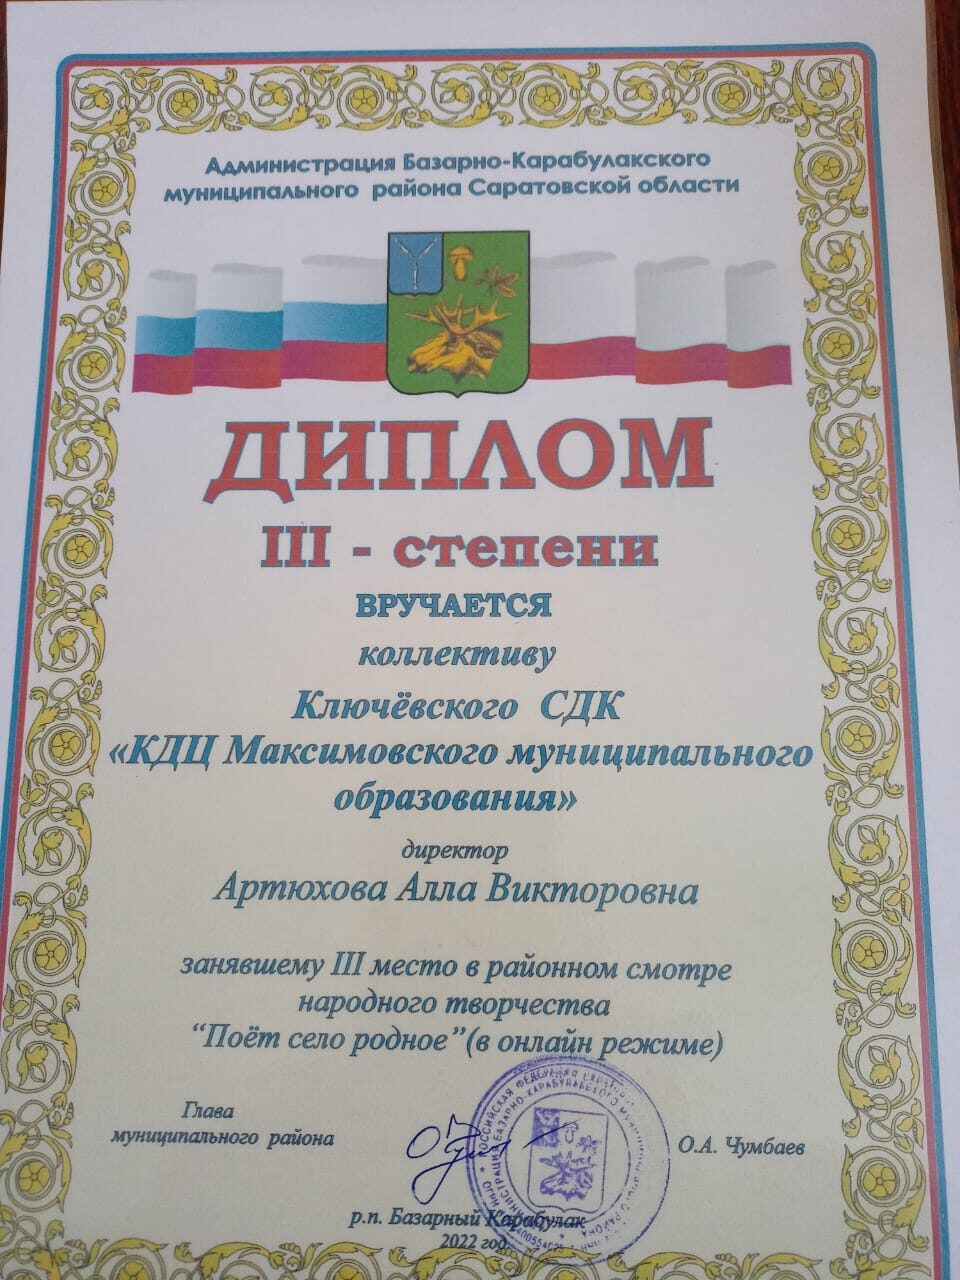 Администрация Базарно-Карабулакского
муниципального района Саратовской области
ДИПЛОМ
III - степени
ВРУЧАЕТСЯ
коллективу
Ключёвского СДК
«КДЦ Максимовского муниципального
образования»
директор
Артюхова Алла Викторовна
занявшему III место в районном смотре
народного творчества
“Поёт село родное”(в онлайн режиме)
Глава
муниципального района
О.А. Чумбаев
р.п. Базарный Карабулак
2022 год